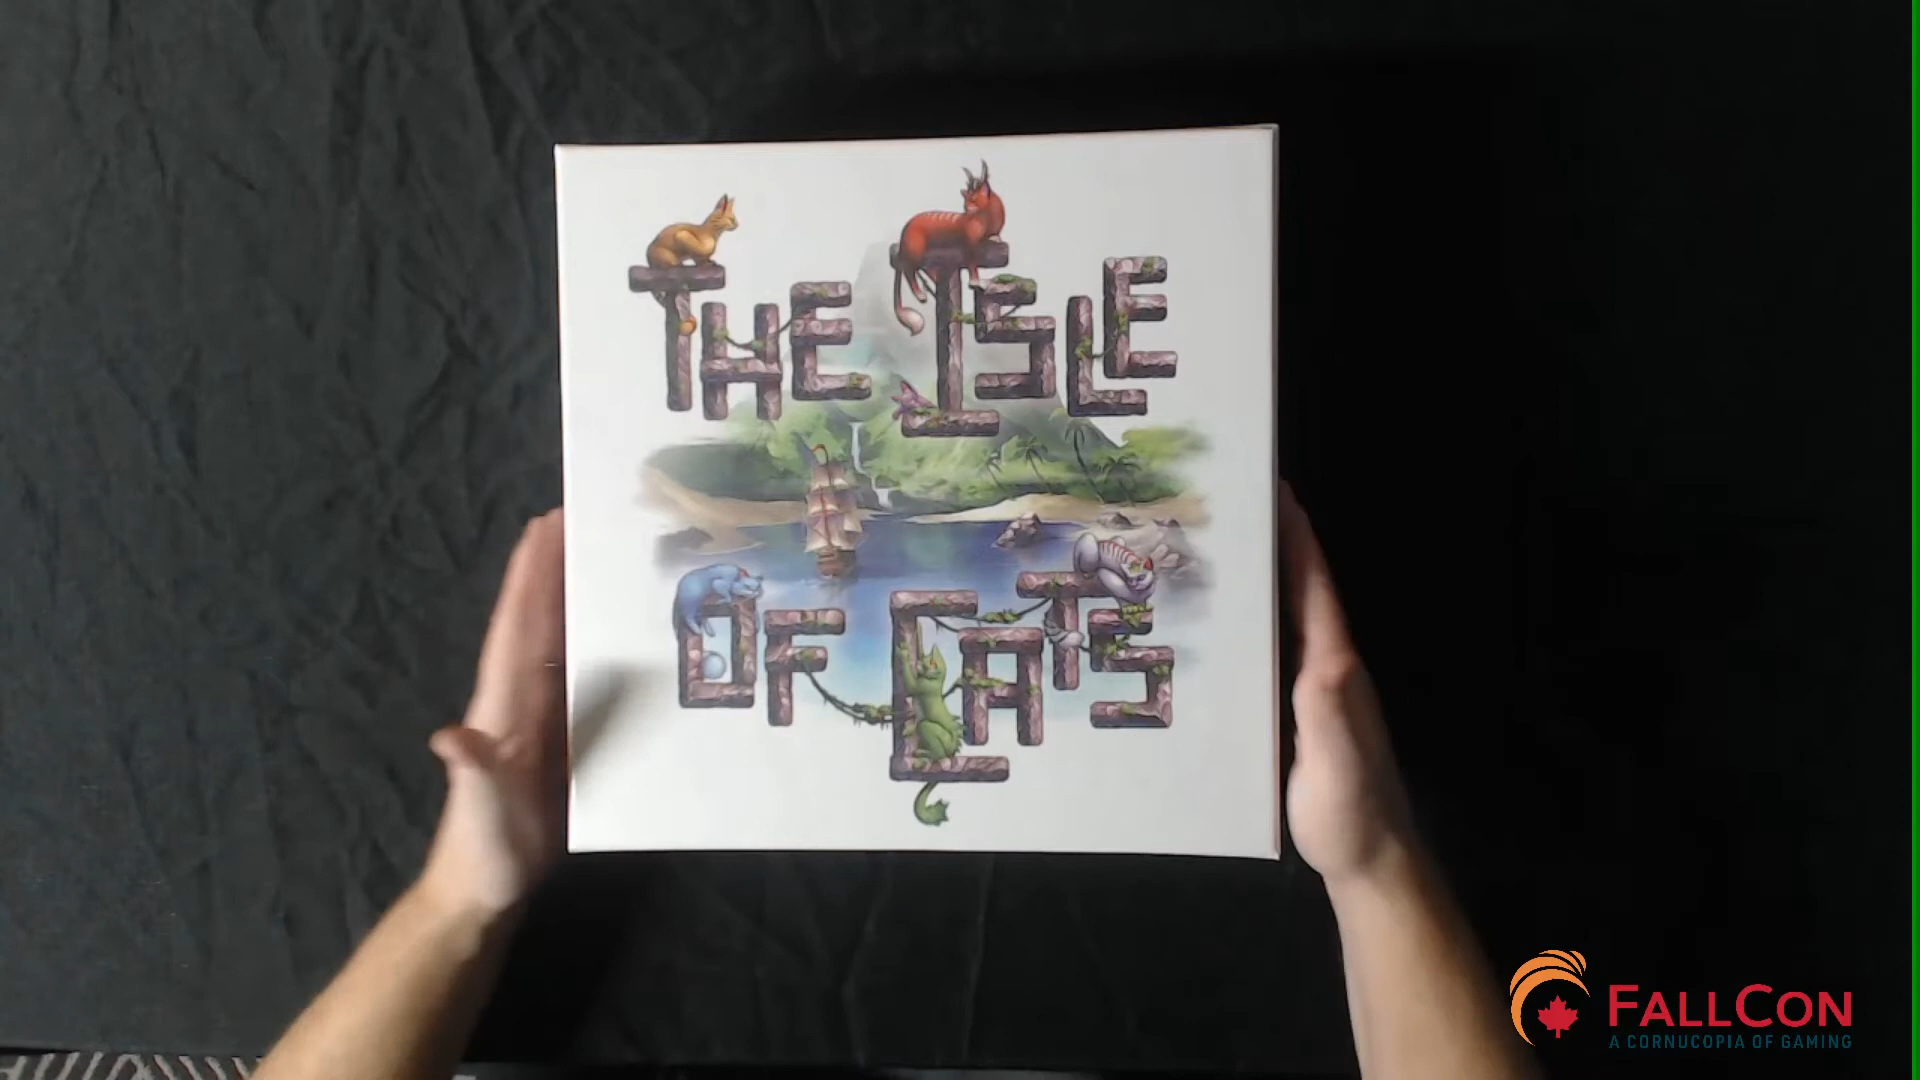 THE ISLE
OF CATS
FALLCON
A CORNUCOPIA OF GAMING